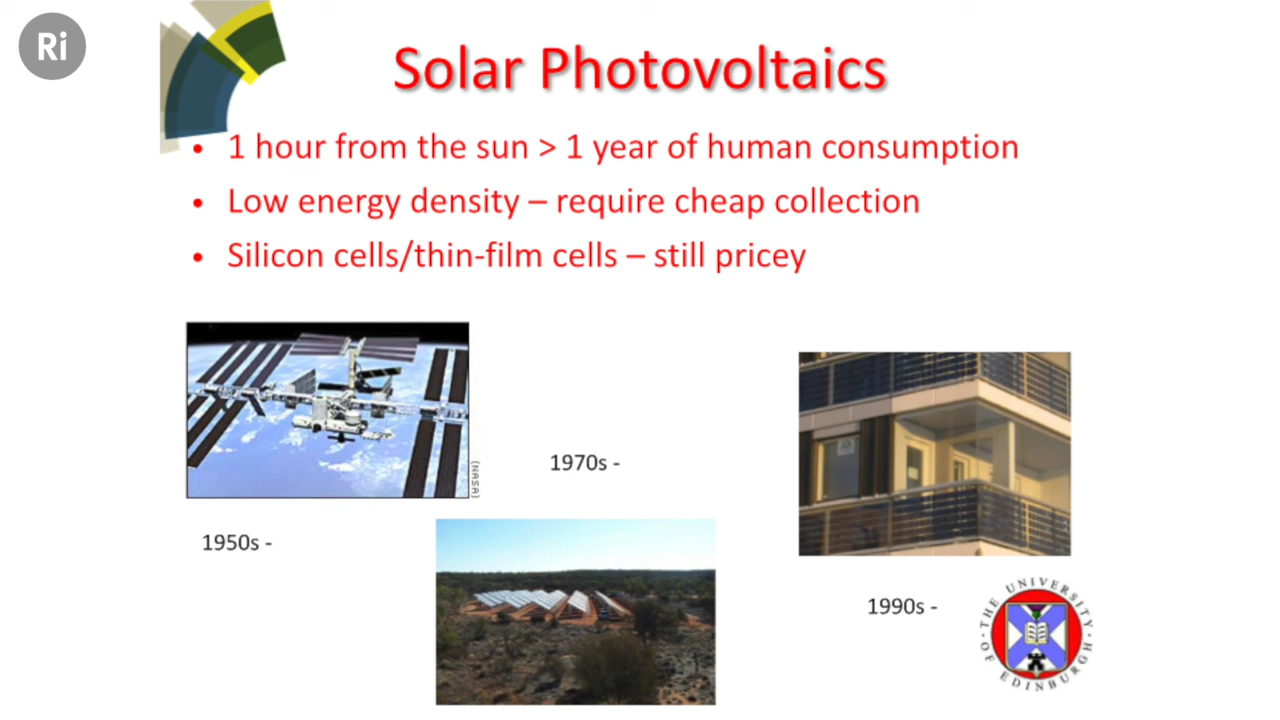 Ri
Solar Photovoltaics
• 1 hour from the sun > 1 year of human consumption
• Low energy density – require cheap collection
• Silicon cells/thin-film cells – still pricey
(NASA)
1970s -
1950s -
1990s -
THE UNIVERSITY OF EDINBURGH